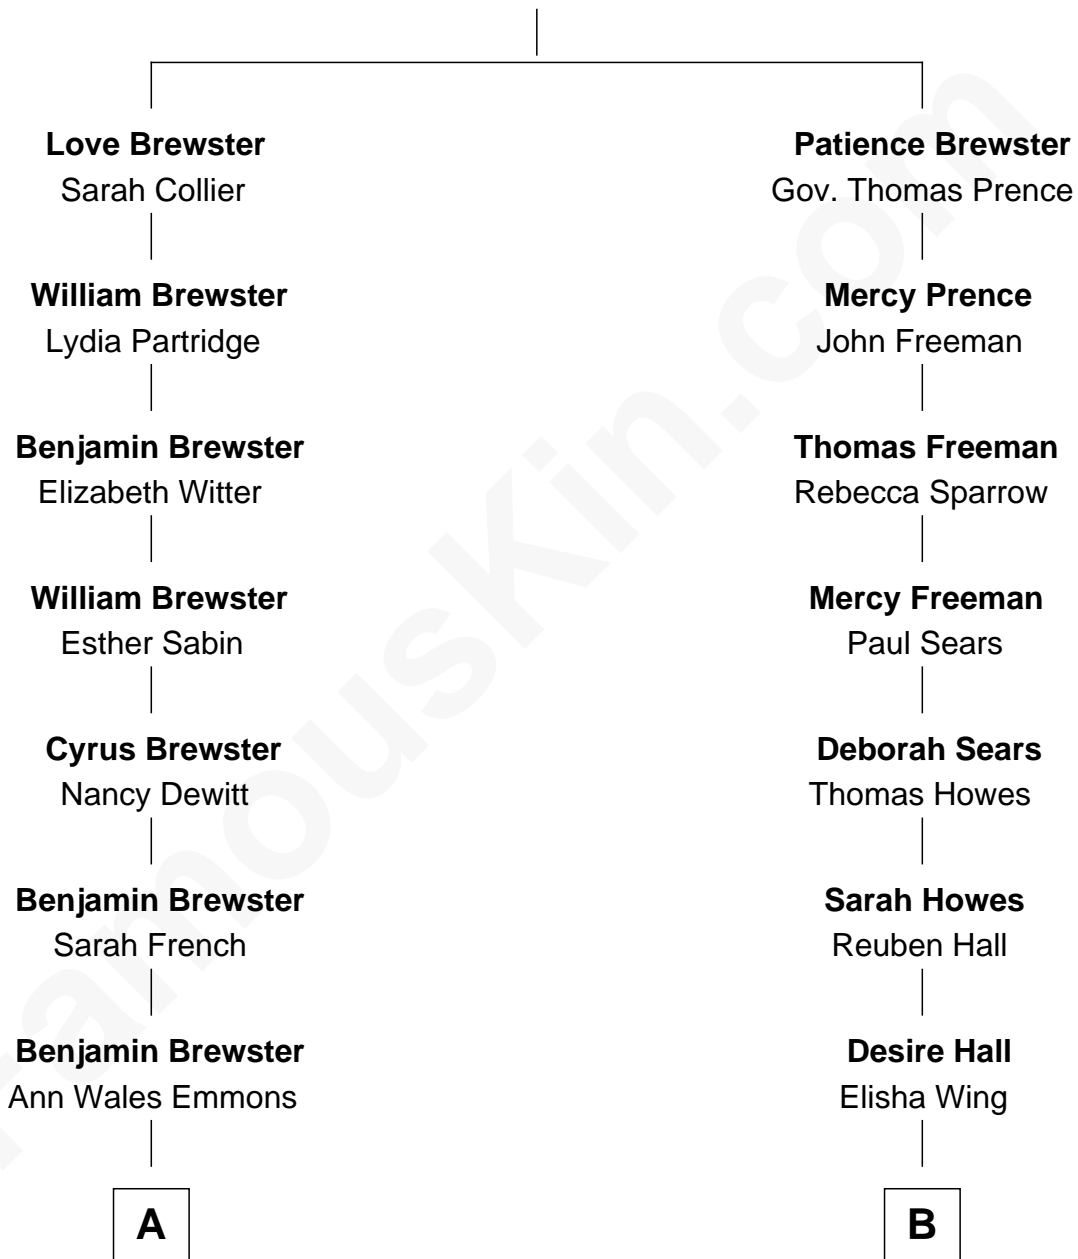 Love Brewster
Sarah Collier
William Brewster
Lydia Partridge
Benjamin Brewster
Elizabeth Witter
William Brewster
Esther Sabin
Cyrus Brewster
Nancy Dewitt
Benjamin Brewster
Sarah French
Benjamin Brewster
Ann Wales Emmons
A
Patience Brewster
Gov. Thomas Prence
Mercy Prence
John Freeman
Thomas Freeman
Rebecca Sparrow
Mercy Freeman
Paul Sears
Deborah Sears
Thomas Howes
Sarah Howes
Reuben Hall
Desire Hall
Elisha Wing
B
FamousKin.com